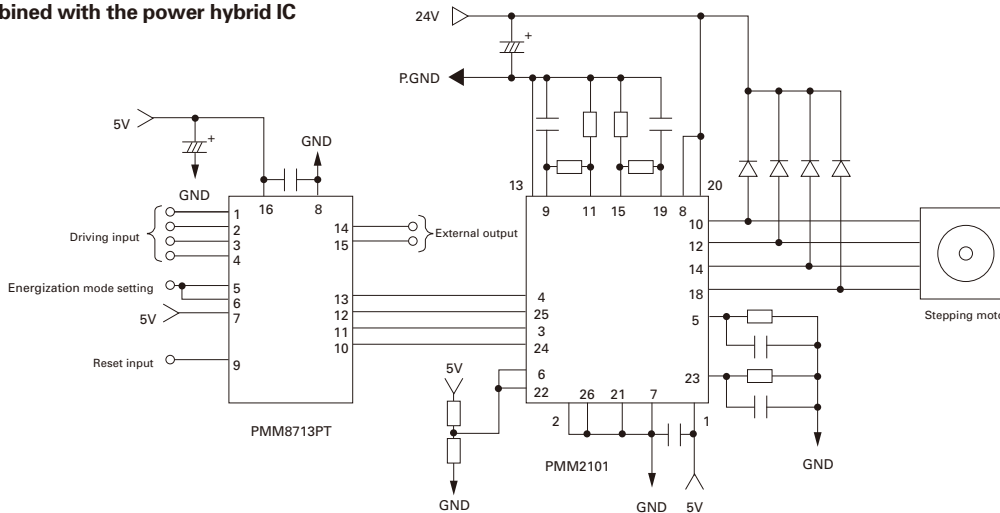 bined with the power hybrid IC
24V
+
P.GND
5V
+
GND
GND
13
20
16
8
9
11
15
19
8
Driving input
1
2
3
4
14
15
External output
10
12
14
18
Energization mode setting
5
6
5V
7
13
12
11
10
4
25
3
24
5
Stepping moto
Reset input
9
5V
6
22
23
26
21
7
2
1
PMM8713PT
PMM2101
GND
GND
GND
5V